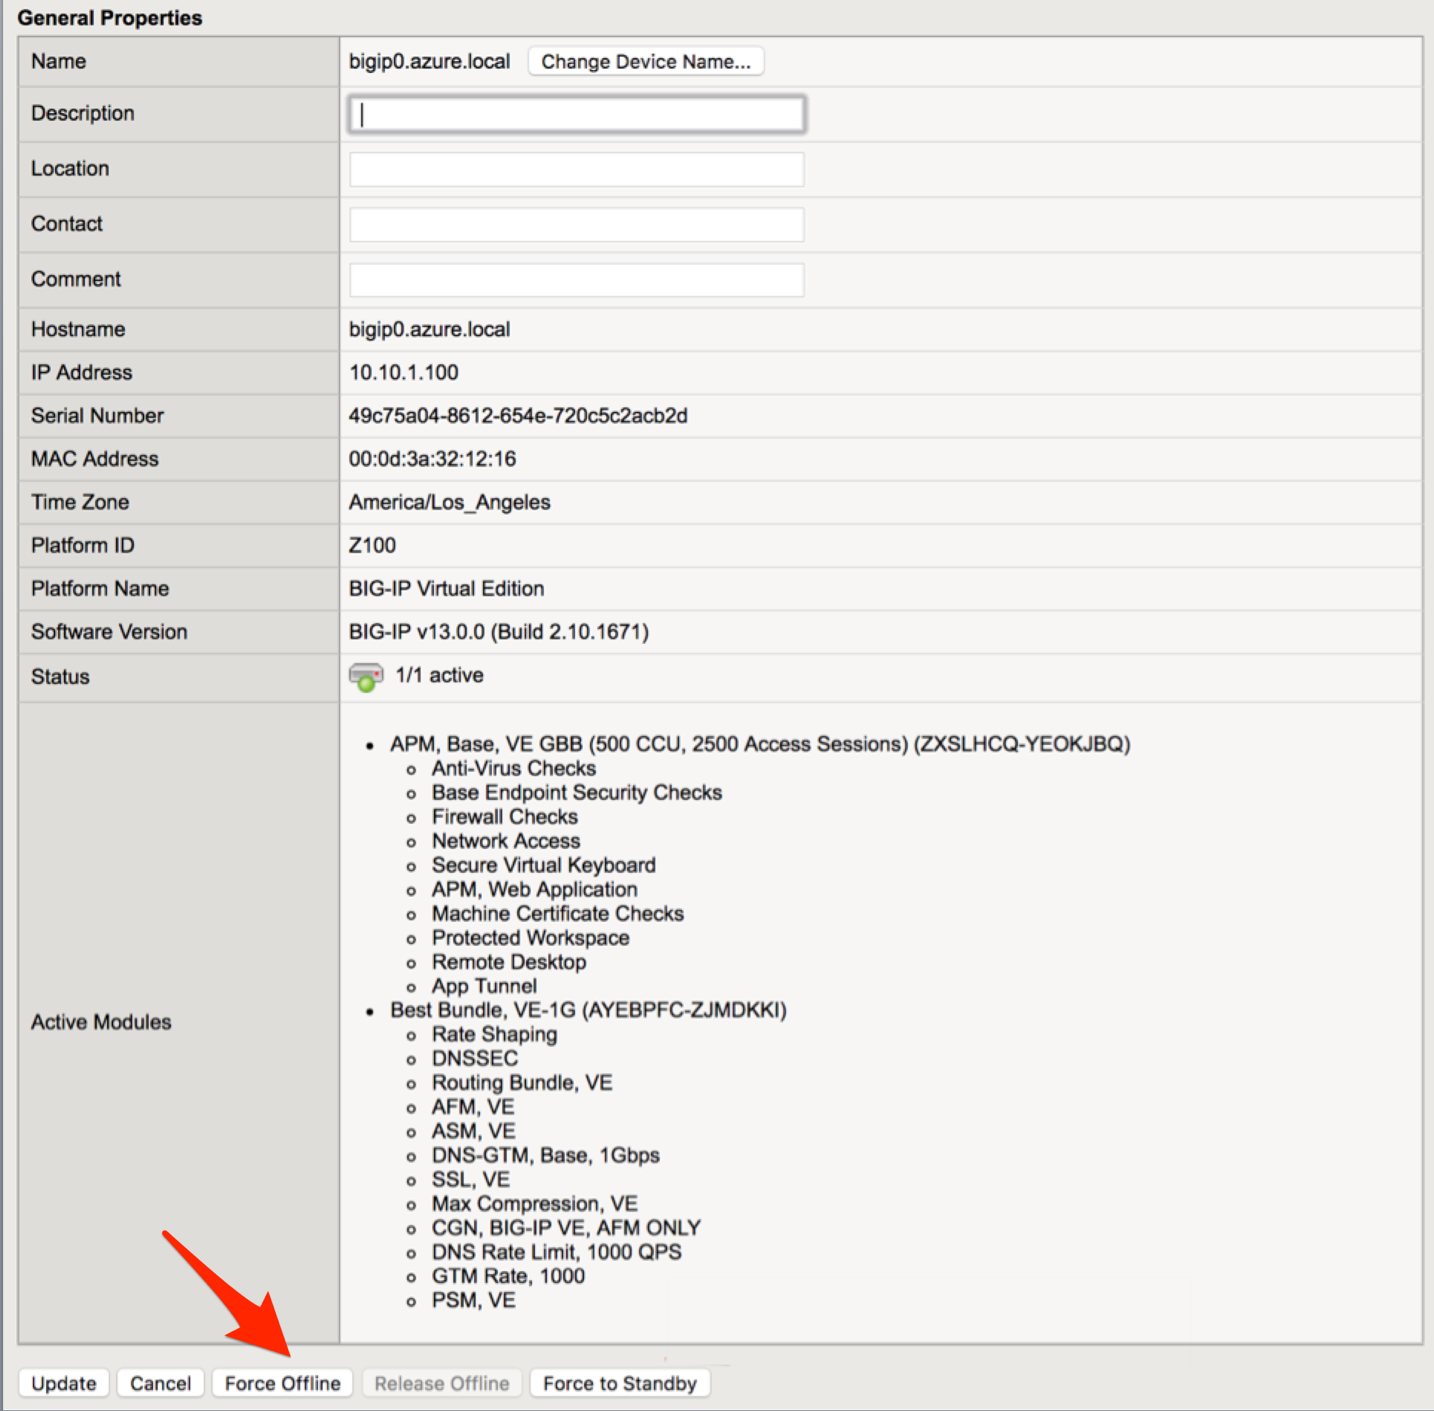 General Properties
Name bigip0.azure.local Change Device Name...
Description
Location
Contact
Comment
Hostname bigip0.azure.local
IP Address 10.10.1.100
Serial Number 49c75a04-8612-654e-720c5c2acb2d
MAC Address 00:0d:3a:32:12:16
Time Zone America/Los_Angeles
Platform ID Z100
Platform Name BIG-IP Virtual Edition
Software Version BIG-IP v13.0.0 (Build 2.10.1671)
Status 1/1 active
Active Modules
APM, Base, VE GBB (500 CCU, 2500 Access Sessions) (ZXSLHCQ-YEOKJBQ)
Anti-Virus Checks
Base Endpoint Security Checks
Firewall Checks
Network Access
Secure Virtual Keyboard
APM, Web Application
Machine Certificate Checks
Protected Workspace
Remote Desktop
App Tunnel
Best Bundle, VE-1G (AYEBPFC-ZJMDKKI)
Rate Shaping
DNSSEC
Routing Bundle, VE
AFM, VE
ASM, VE
DNS-GTM, Base, 1Gbps
SSL, VE
Max Compression, VE
CGN, BIG-IP VE, AFM ONLY
DNS Rate Limit, 1000 QPS
GTM Rate, 1000
PSM, VE
Update Cancel Force Offline Release Offline Force to Standby